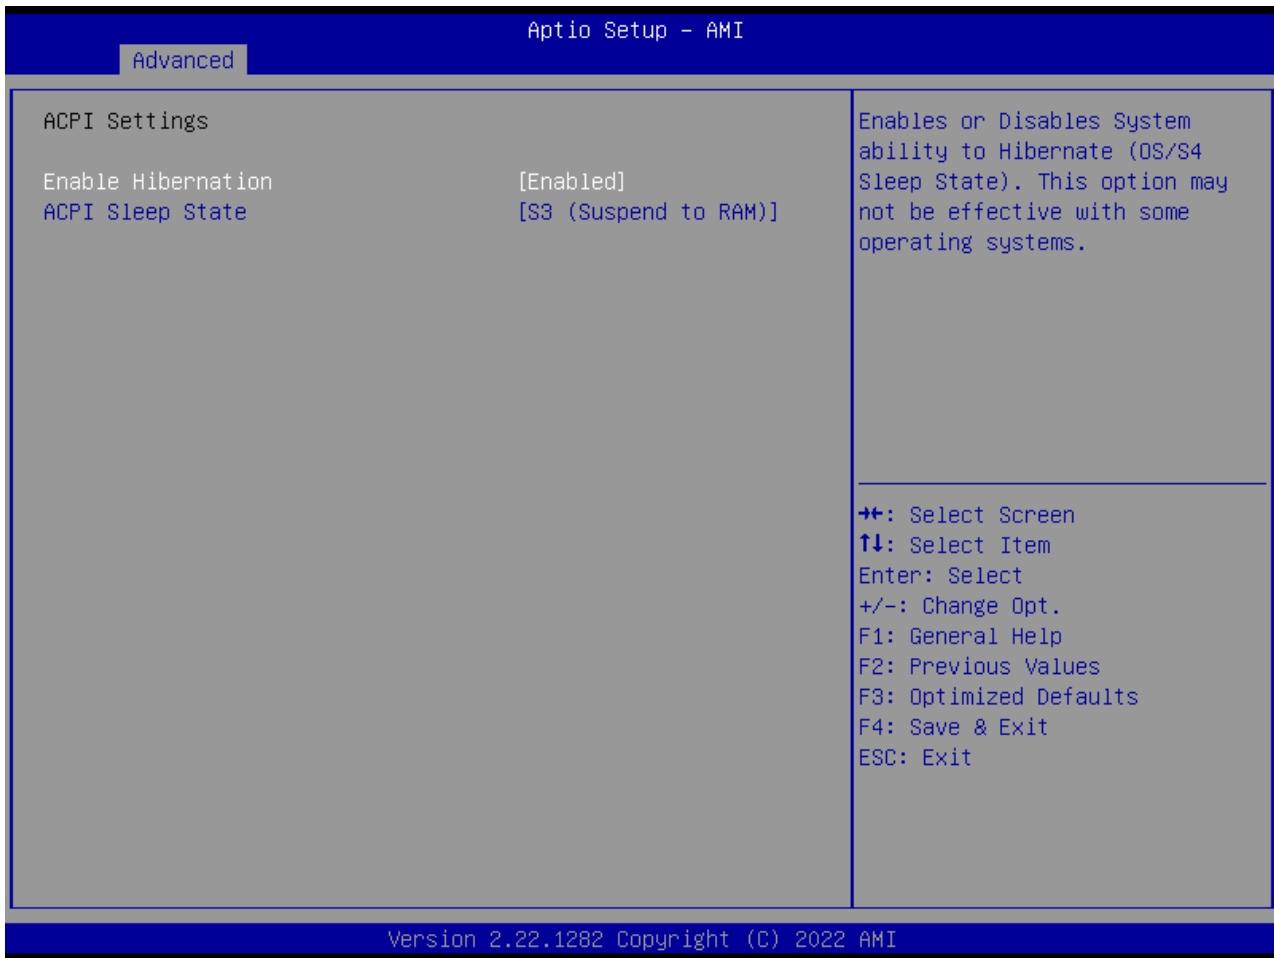 Aptio Setup – AMI
Advanced
ACPI Settings
Enable Hibernation [Enabled]
ACPI Sleep State [S3 (Suspend to RAM)]
Enables or Disables System
ability to Hibernate (OS/S4
Sleep State). This option may
not be effective with some
operating systems.
→←: Select Screen
↑↓: Select Item
Enter: Select
+/-: Change Opt.
F1: General Help
F2: Previous Values
F3: Optimized Defaults
F4: Save & Exit
ESC: Exit
Version 2.22.1282 Copyright (C) 2022 AMI